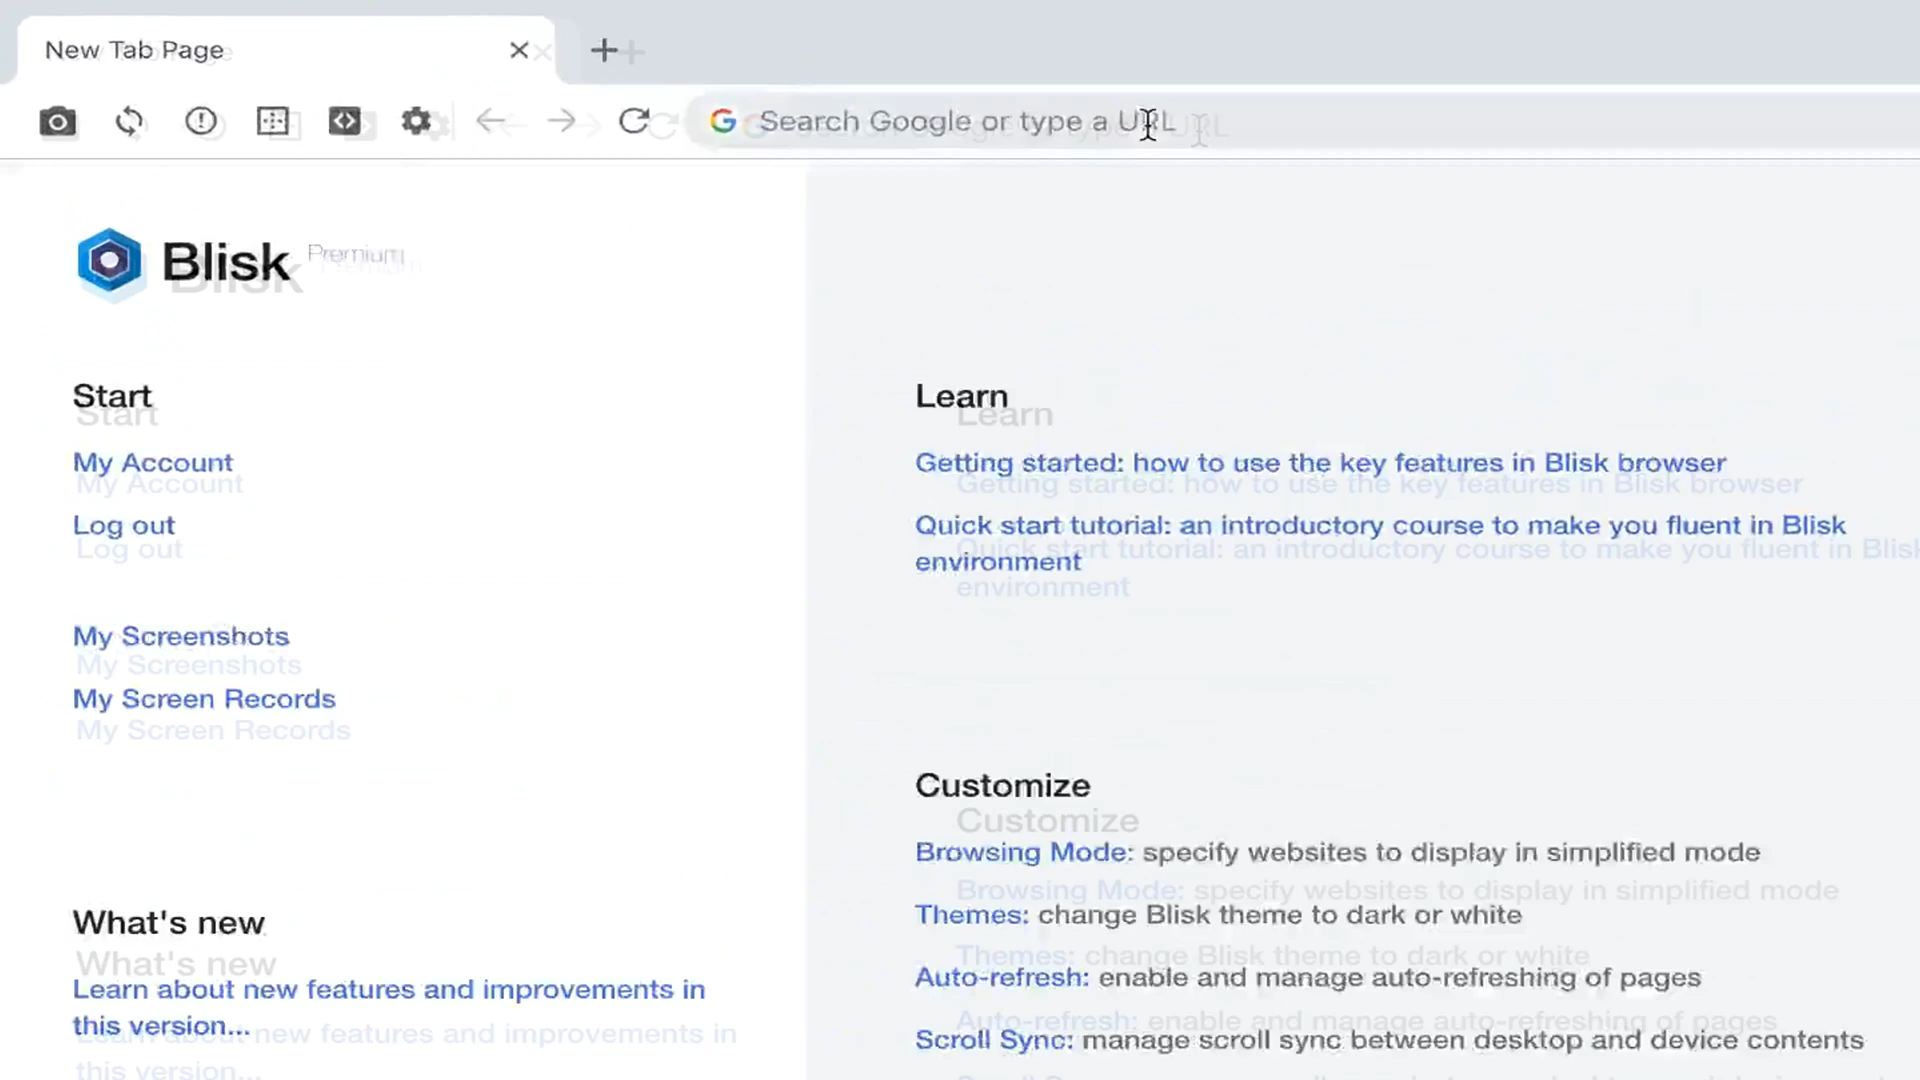 New Tab Page
Search Google or type a URL
Blisk Premium
Start
My Account
Log out
My Screenshots
My Screen Records
What's new
Learn about new features and improvements in
this version...
Learn
Getting started: how to use the key features in Blisk browser
Quick start tutorial: an introductory course to make you fluent in Blisk
environment
Customize
Browsing Mode: specify websites to display in simplified mode
Themes: change Blisk theme to dark or white
Auto-refresh: enable and manage auto-refreshing of pages
Scroll Sync: manage scroll sync between desktop and device contents